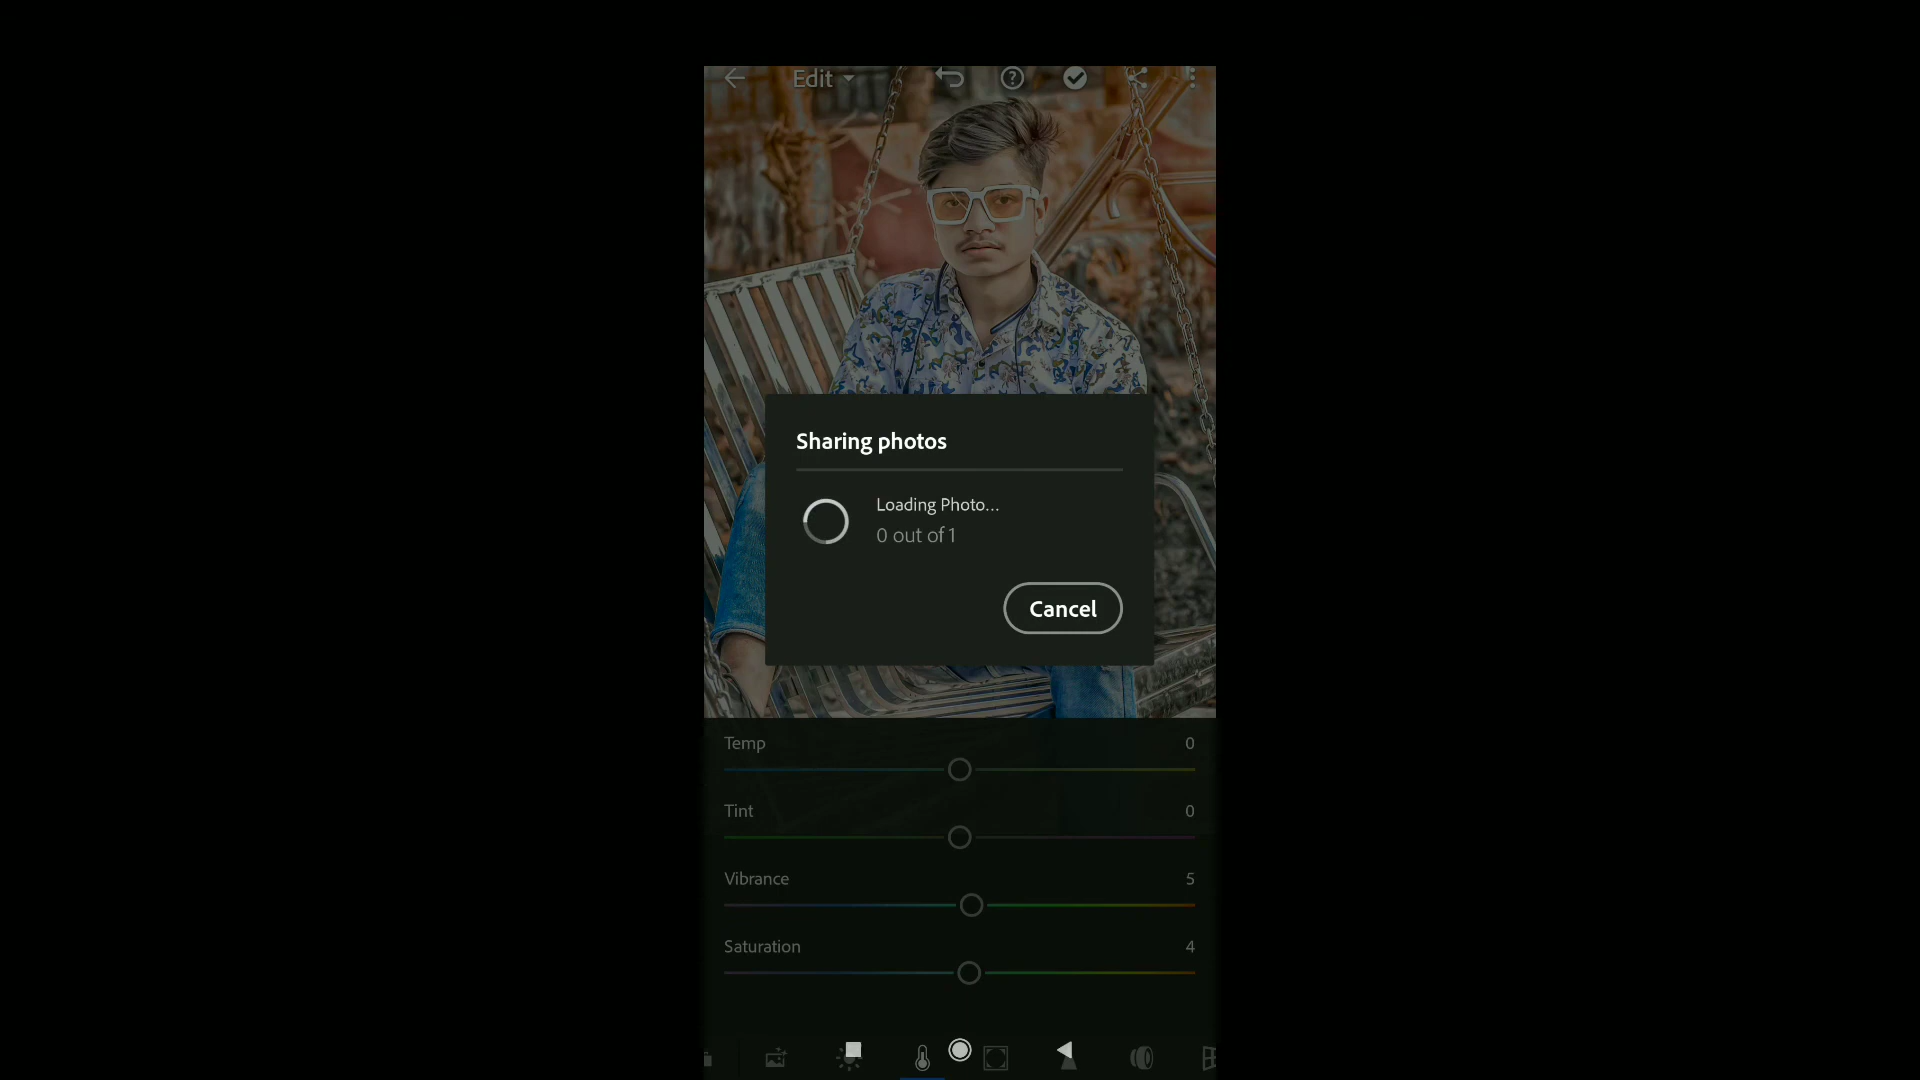 Edit
Sharing photos
Loading Photo...
0 out of 1
Cancel
Temp 0
Tint 0
Vibrance 5
Saturation 4